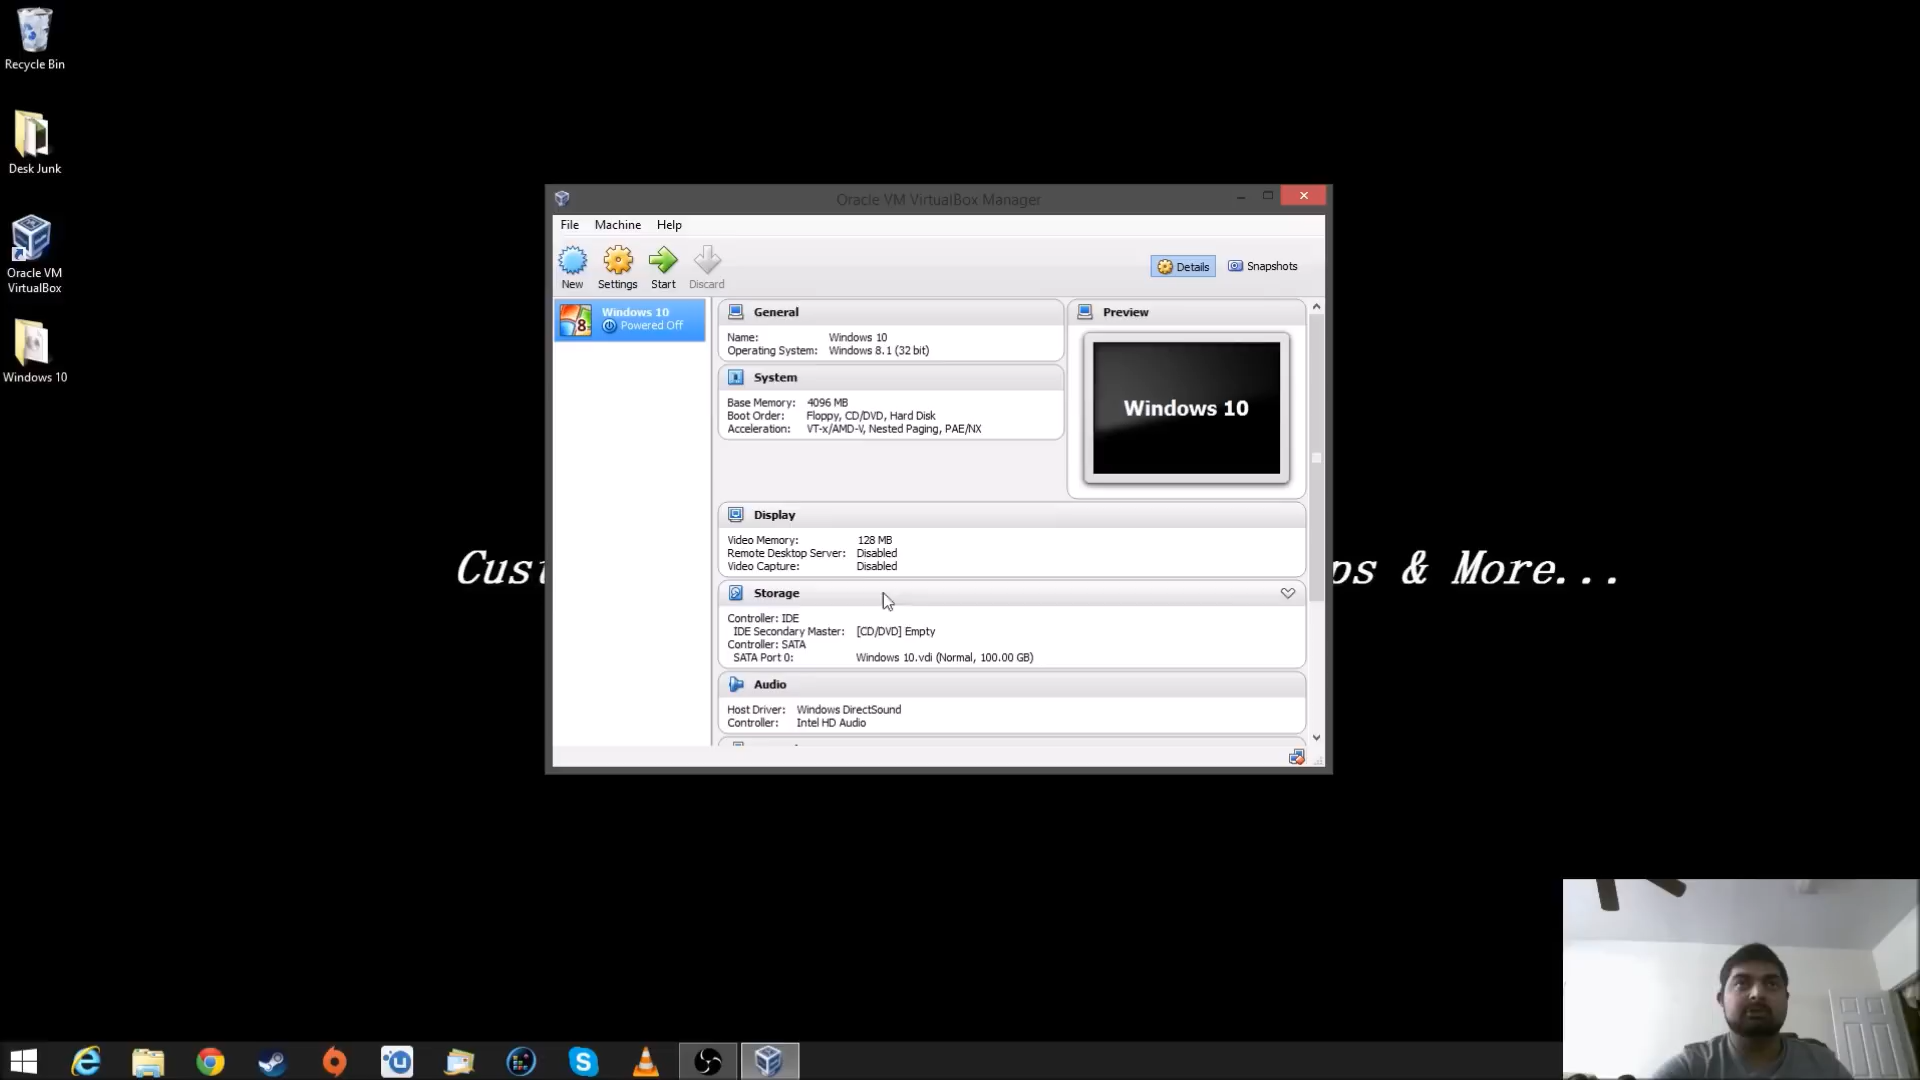 Recycle Bin
Desk Junk
Oracle VM
VirtualBox
Windows 10
Cust
ps & More...
Oracle VM VirtualBox Manager
File Machine Help
New Settings Start Discard
Details Snapshots
Windows 10
Powered Off
8
General
Name: Windows 10
Operating System: Windows 8.1 (32 bit)
System
Base Memory: 4096 MB
Boot Order: Floppy, CD/DVD, Hard Disk
Acceleration: VT-x/AMD-V, Nested Paging, PAE/NX
Preview
Windows 10
Display
Video Memory: 128 MB
Remote Desktop Server: Disabled
Video Capture: Disabled
Storage
Controller: IDE
IDE Secondary Master: [CD/DVD] Empty
Controller: SATA
SATA Port 0: Windows 10.vdi (Normal, 100.00 GB)
Audio
Host Driver: Windows DirectSound
Controller: Intel HD Audio